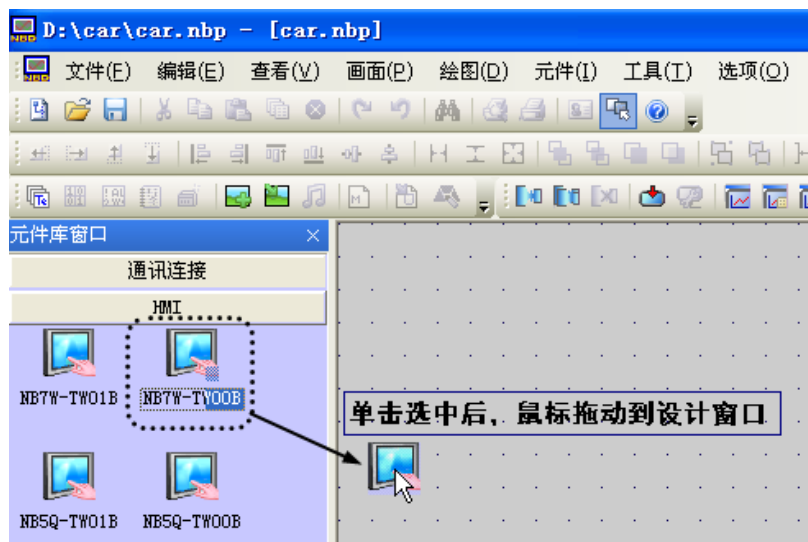 D:\car\car.nbp - [car.nbp]
文件(F) 编辑(E) 查看(V) 画面(P) 绘图(D) 元件(I) 工具(T) 选项(O)
元件库窗口
通讯连接
HMI
NB7W-TW01B NB7W-TW00B
单击选中后，鼠标拖动到设计窗口
NB5Q-TW01B NB5Q-TW00B